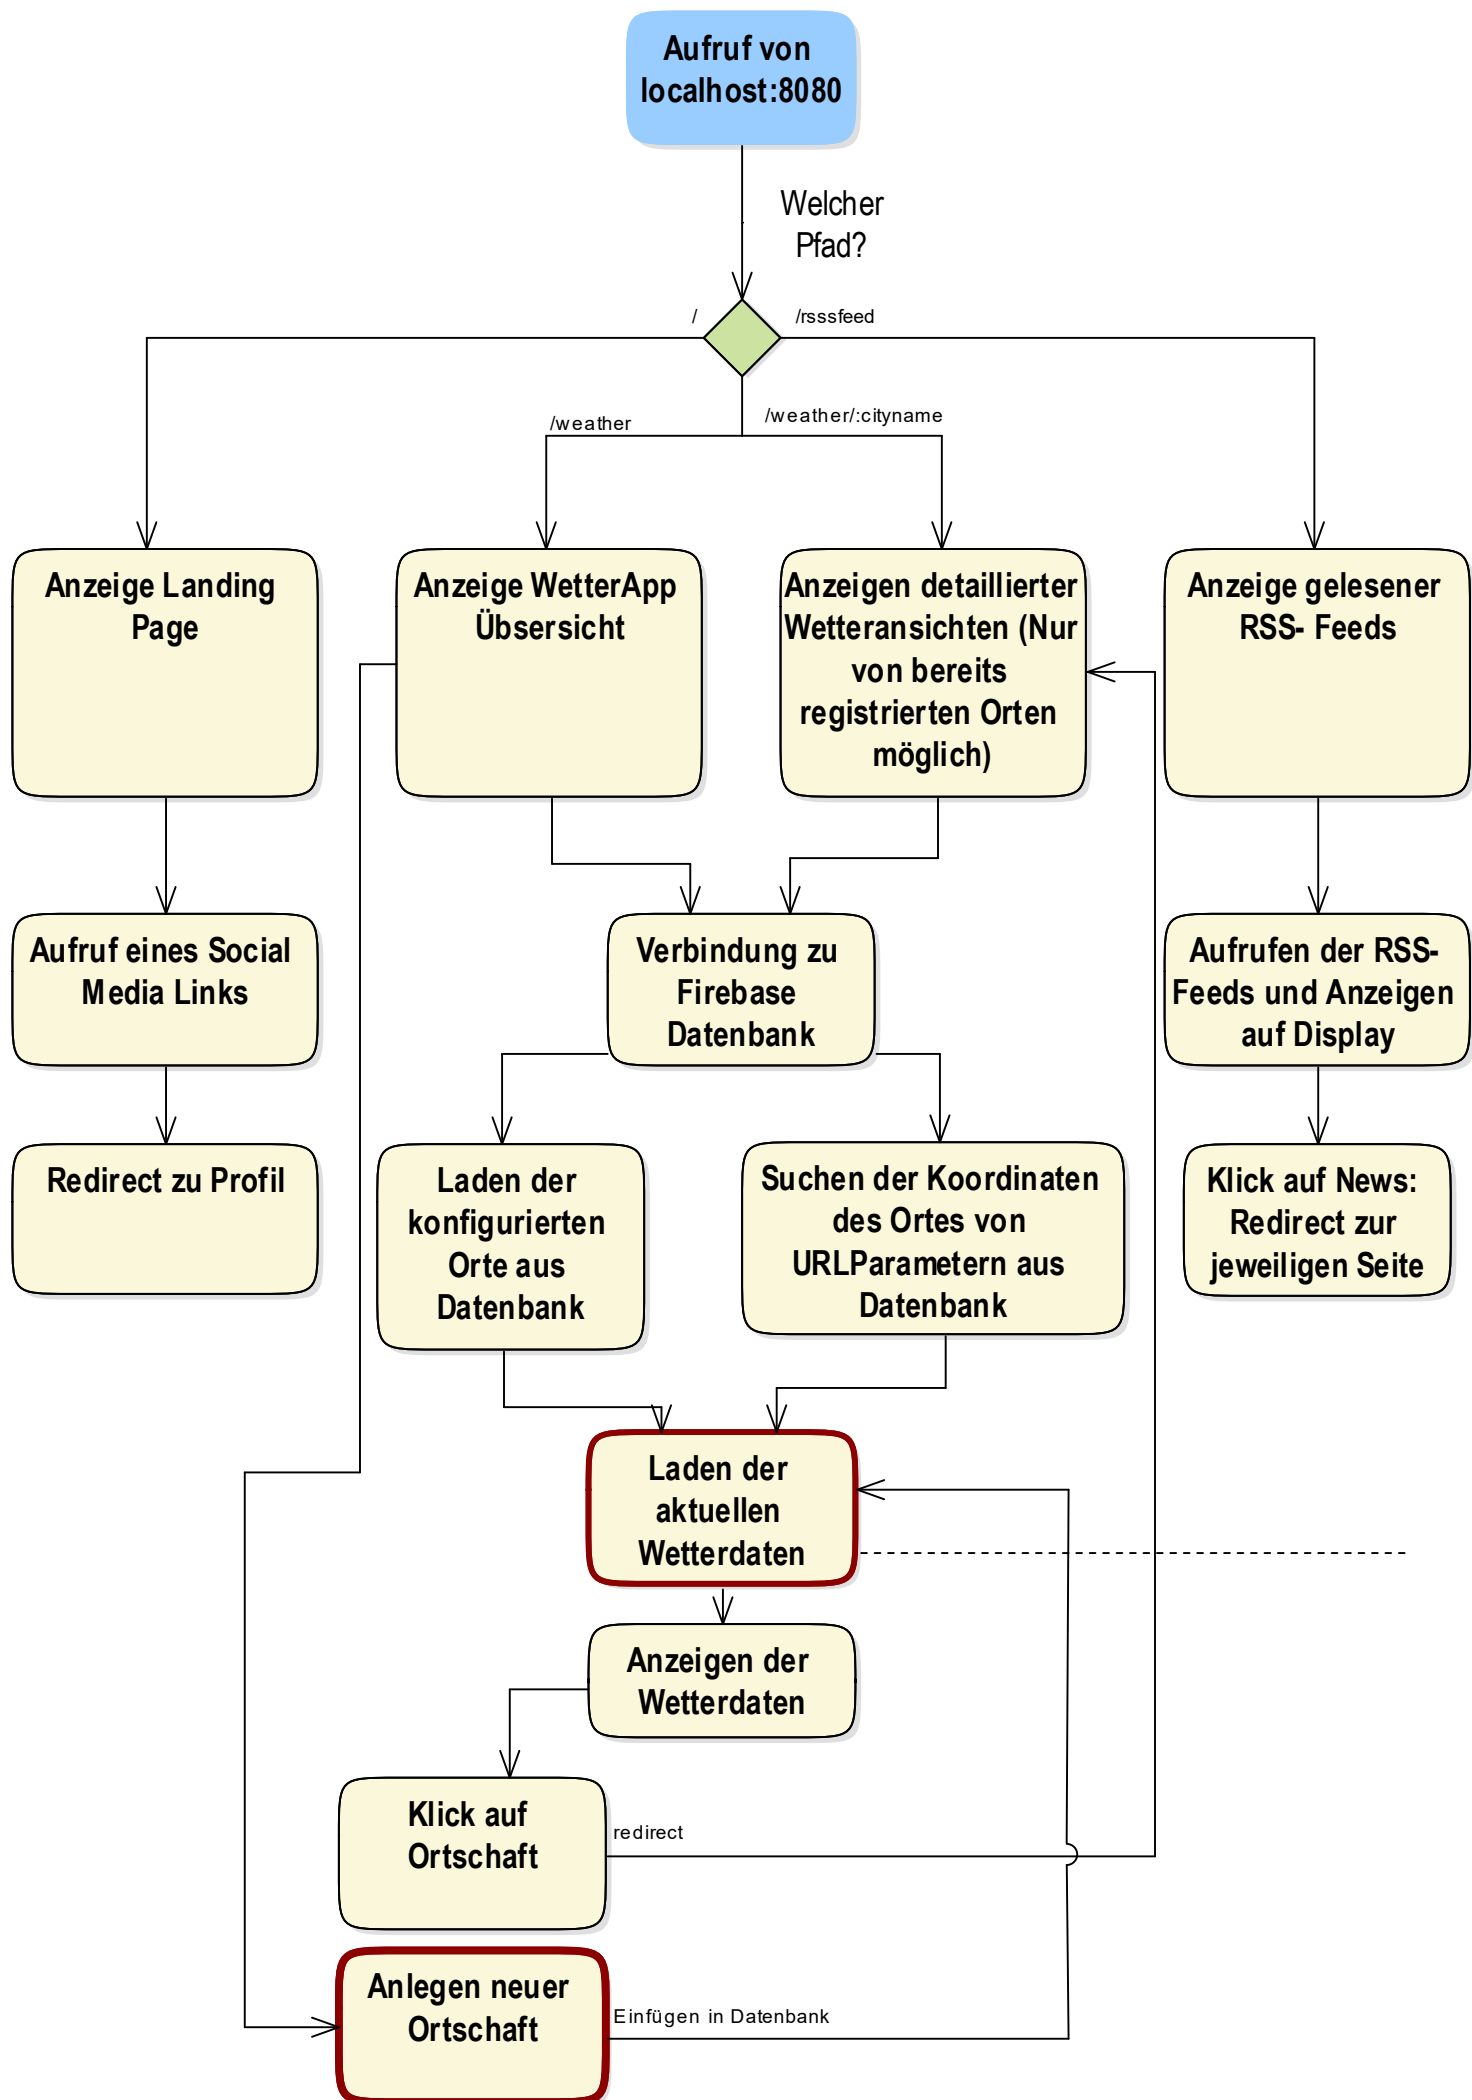 Aufruf von
localhost:8080
Welcher
Pfad?
/
/rsssfeed
/weather
/weather/:cityname
Anzeige Landing
Page
Anzeige WetterApp
Übsersicht
Anzeigen detaillierter
Wetteransichten (Nur
von bereits
registrierten Orten
möglich)
Anzeige gelesener
RSS- Feeds
Aufruf eines Social
Media Links
Verbindung zu
Firebase
Datenbank
Aufrufen der RSS-
Feeds und Anzeigen
auf Display
Redirect zu Profil
Laden der
konfigurierten
Orte aus
Datenbank
Suchen der Koordinaten
des Ortes von
URLParametern aus
Datenbank
Klick auf News:
Redirect zur
jeweiligen Seite
Laden der
aktuellen
Wetterdaten
Anzeigen der
Wetterdaten
Klick auf
Ortschaft
redirect
Anlegen neuer
Ortschaft
Einfügen in Datenbank